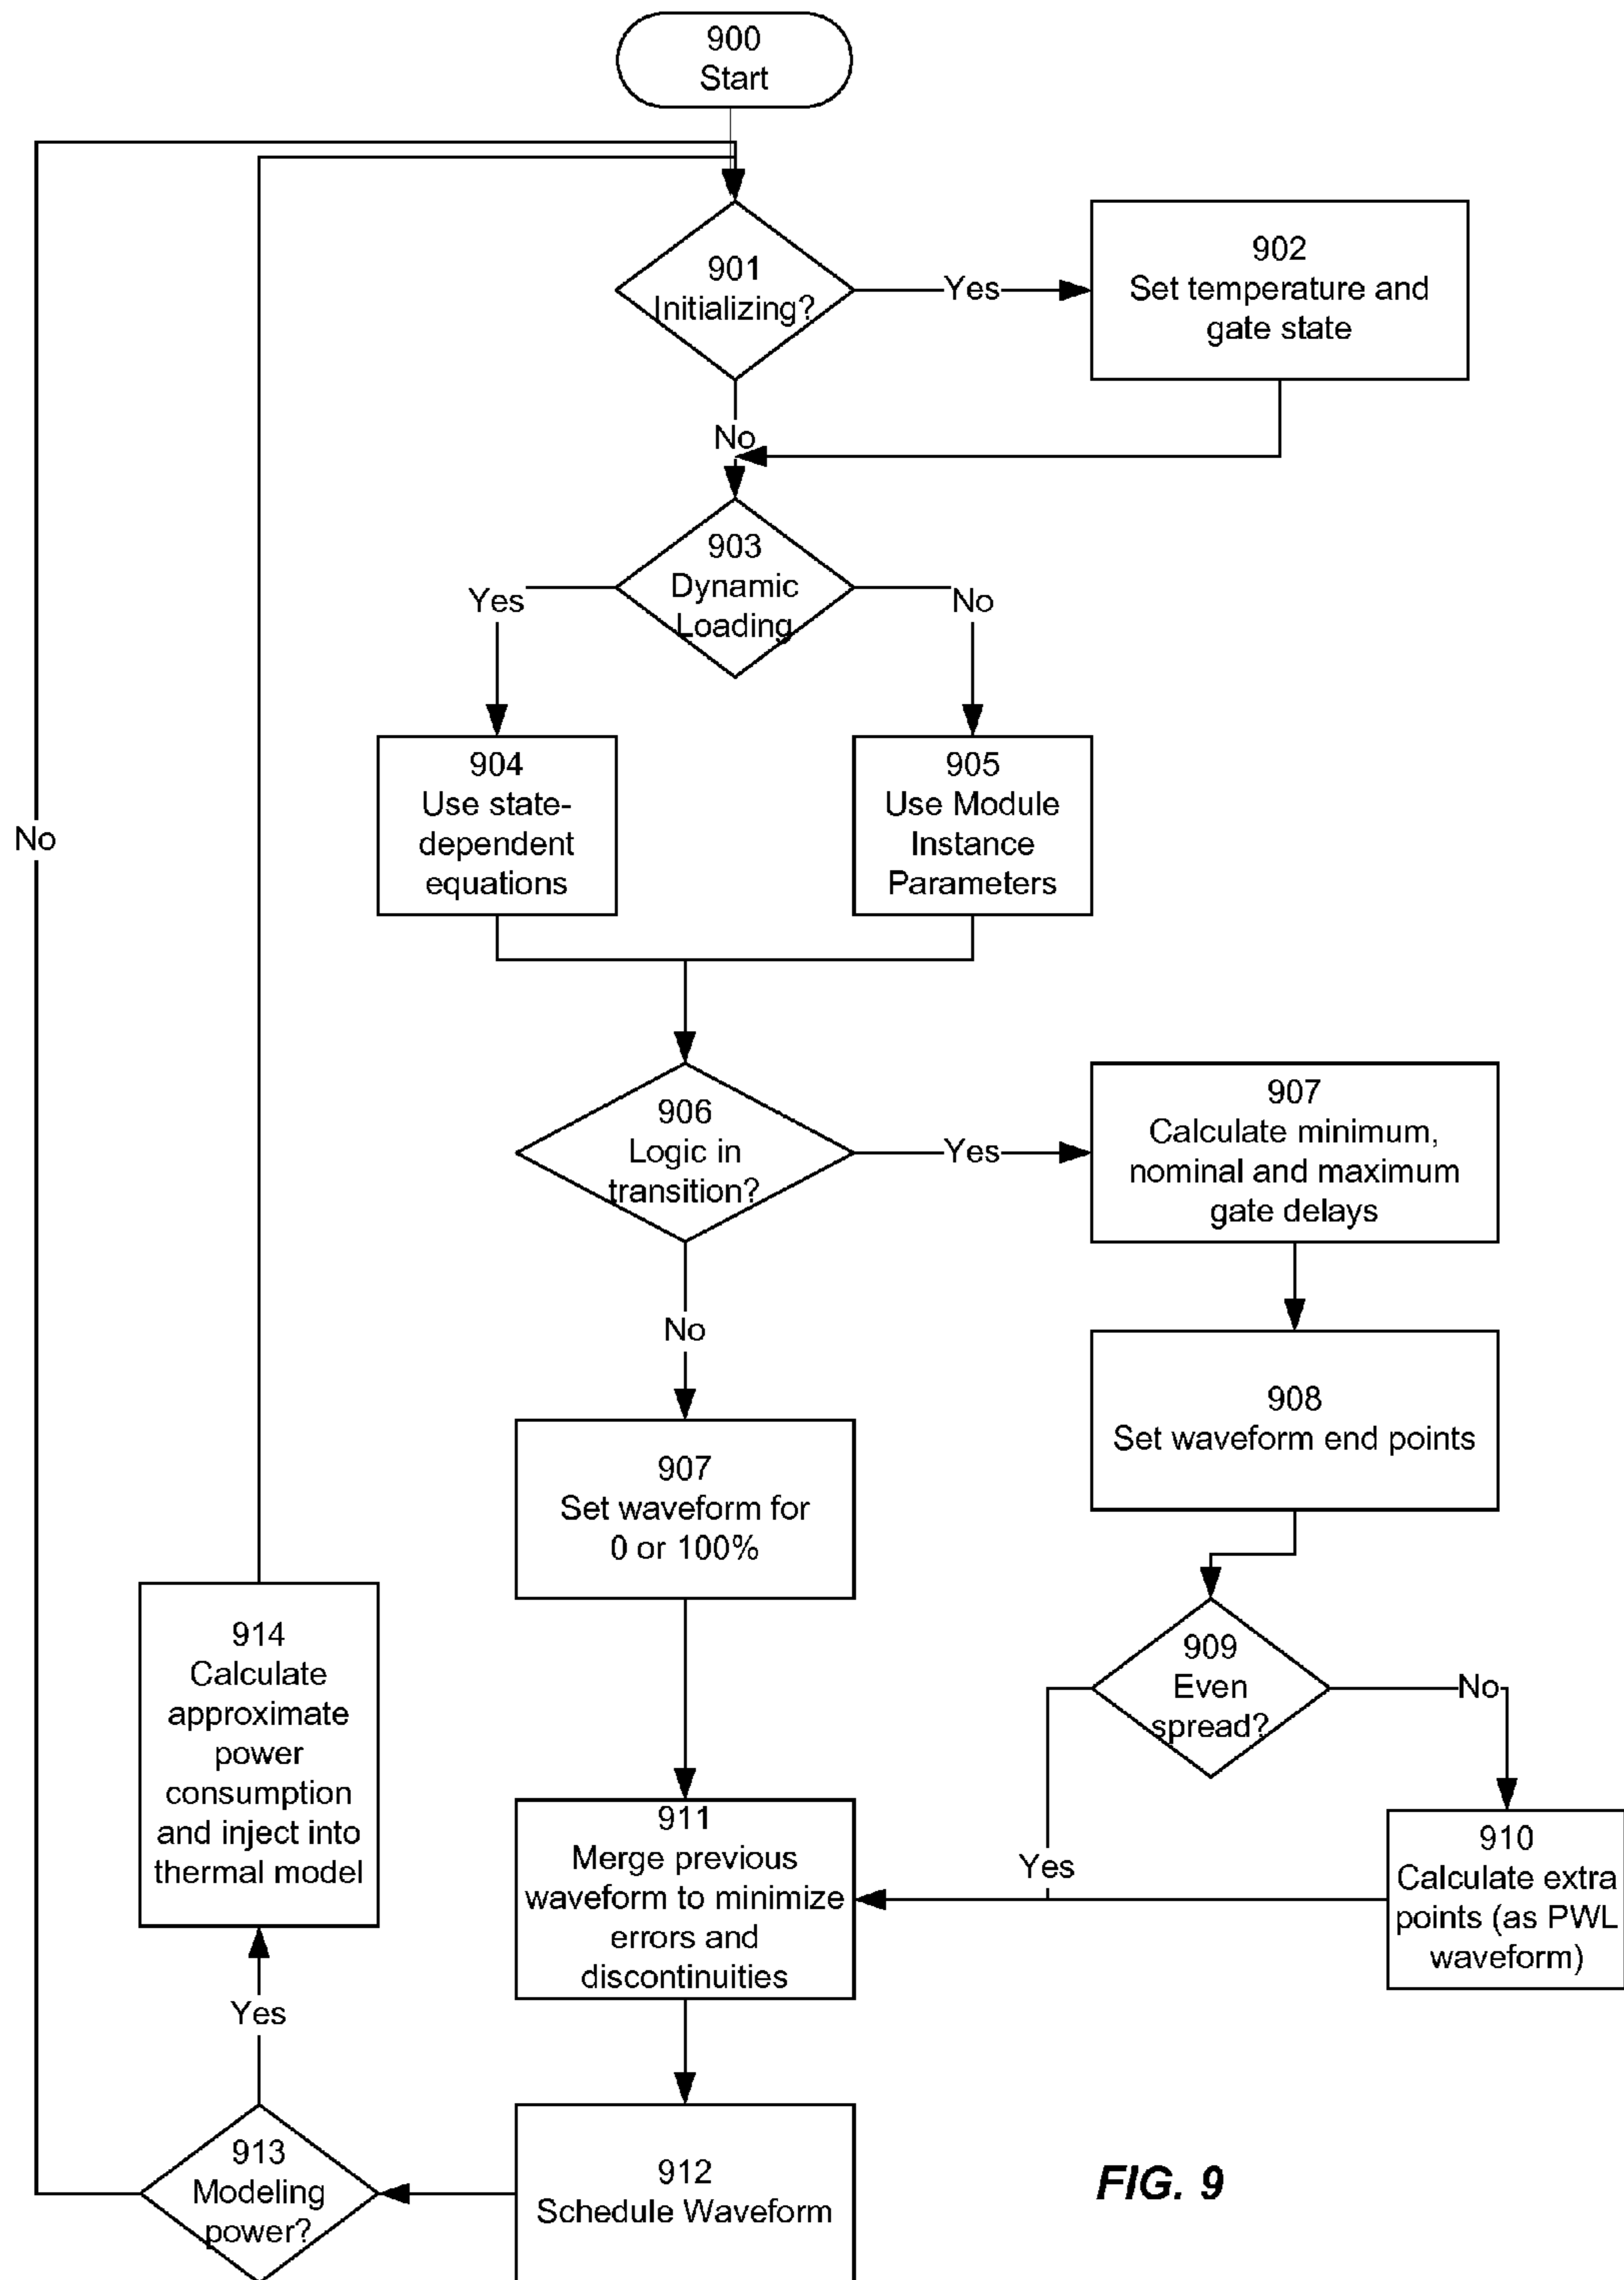 900
Start
901
Initializing?
Yes
902
Set temperature and
gate state
No
903
Dynamic
Loading
Yes
No
904
Use state-
dependent
equations
905
Use Module
Instance
Parameters
No
906
Logic in
transition?
Yes
907
Calculate minimum,
nominal and maximum
gate delays
No
908
Set waveform end points
907
Set waveform for
0 or 100%
909
Even
spread?
No
Yes
910
Calculate extra
points (as PWL
waveform)
911
Merge previous
waveform to minimize
errors and
discontinuities
914
Calculate
approximate
power
consumption
and inject into
thermal model
Yes
913
Modeling
power?
912
Schedule Waveform
FIG. 9